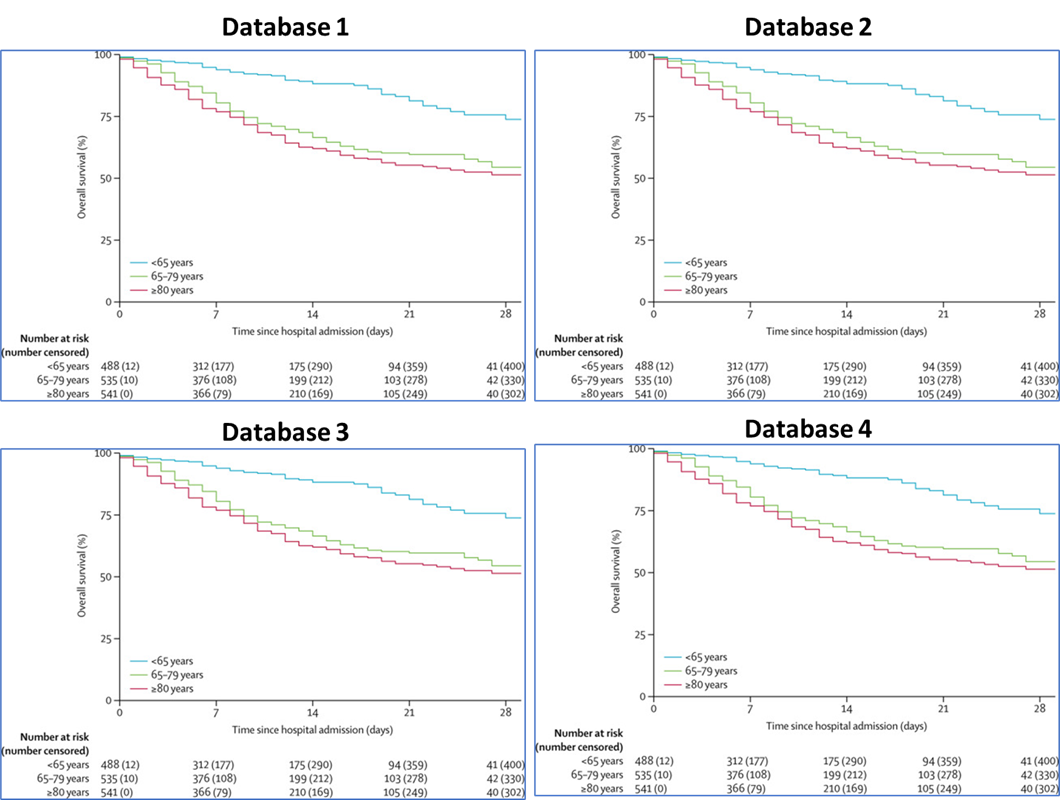 Database 1
100
75
50
25
0
Overall survival (%)
<65 years
65–79 years
≥80 years
0 7 14 21 28
Time since hospital admission (days)
Number at risk
(number censored)
<65 years 488 (12) 312 (177) 175 (290) 94 (359) 41 (400)
65–79 years 535 (10) 376 (108) 199 (212) 103 (278) 42 (330)
≥80 years 541 (0) 366 (79) 210 (169) 105 (249) 40 (302)
Database 2
100
75
50
25
0
Overall survival (%)
<65 years
65–79 years
≥80 years
0 7 14 21 28
Time since hospital admission (days)
Number at risk
(number censored)
<65 years 488 (12) 312 (177) 175 (290) 94 (359) 41 (400)
65–79 years 535 (10) 376 (108) 199 (212) 103 (278) 42 (330)
≥80 years 541 (0) 366 (79) 210 (169) 105 (249) 40 (302)
Database 3
100
75
50
25
0
Overall survival (%)
<65 years
65–79 years
≥80 years
0 7 14 21 28
Time since hospital admission (days)
Number at risk
(number censored)
<65 years 488 (12) 312 (177) 175 (290) 94 (359) 41 (400)
65–79 years 535 (10) 376 (108) 199 (212) 103 (278) 42 (330)
≥80 years 541 (0) 366 (79) 210 (169) 105 (249) 40 (302)
Database 4
100
75
50
25
0
Overall survival (%)
<65 years
65–79 years
≥80 years
0 7 14 21 28
Time since hospital admission (days)
Number at risk
(number censored)
<65 years 488 (12) 312 (177) 175 (290) 94 (359) 41 (400)
65–79 years 535 (10) 376 (108) 199 (212) 103 (278) 42 (330)
≥80 years 541 (0) 366 (79) 210 (169) 105 (249) 40 (302)